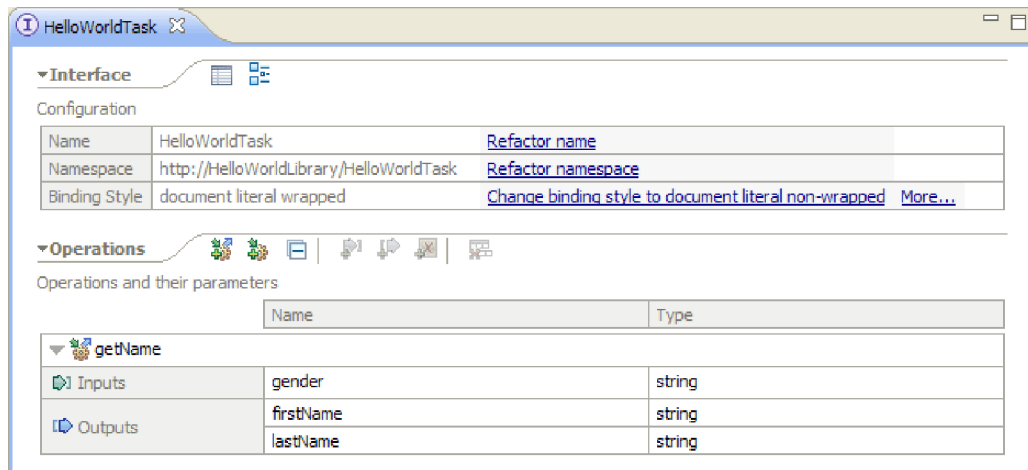 HelloWorldTask
Interface
Configuration
Name HelloWorldTask Refactor name
Namespace http://HelloWorldLibrary/HelloWorldTask Refactor namespace
Binding Style document literal wrapped Change binding style to document literal non-wrapped More...
Operations
Operations and their parameters
Name Type
getName
Inputs gender string
Outputs firstName string
lastName string